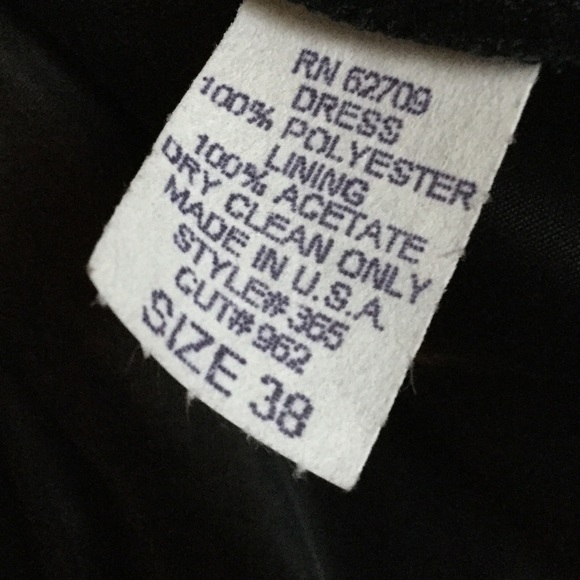 RN 62709
DRESS
100% POLYESTER
LINING
100% ACETATE
DRY CLEAN ONLY
MADE IN U.S.A.
STYLE# 365
CUT# 962
SIZE 38